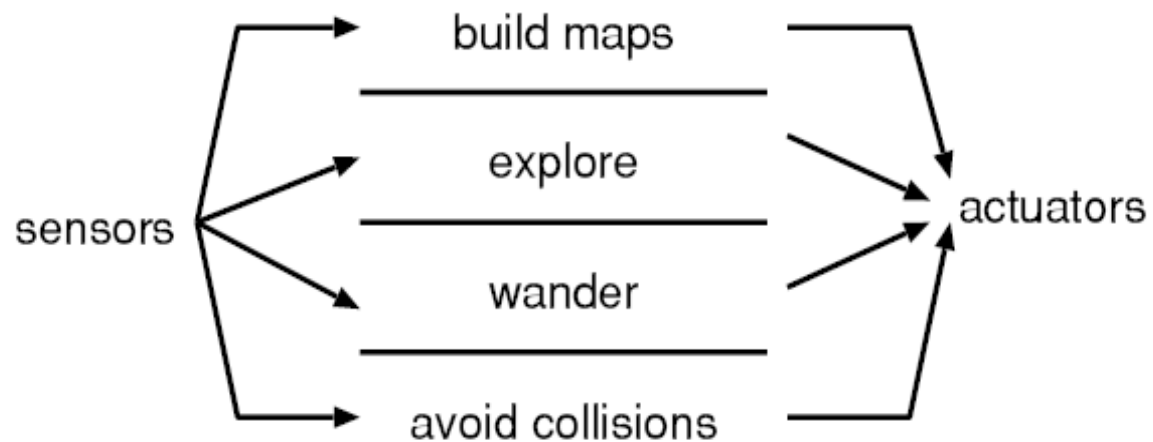 build maps
explore
sensors
actuators
wander
avoid collisions